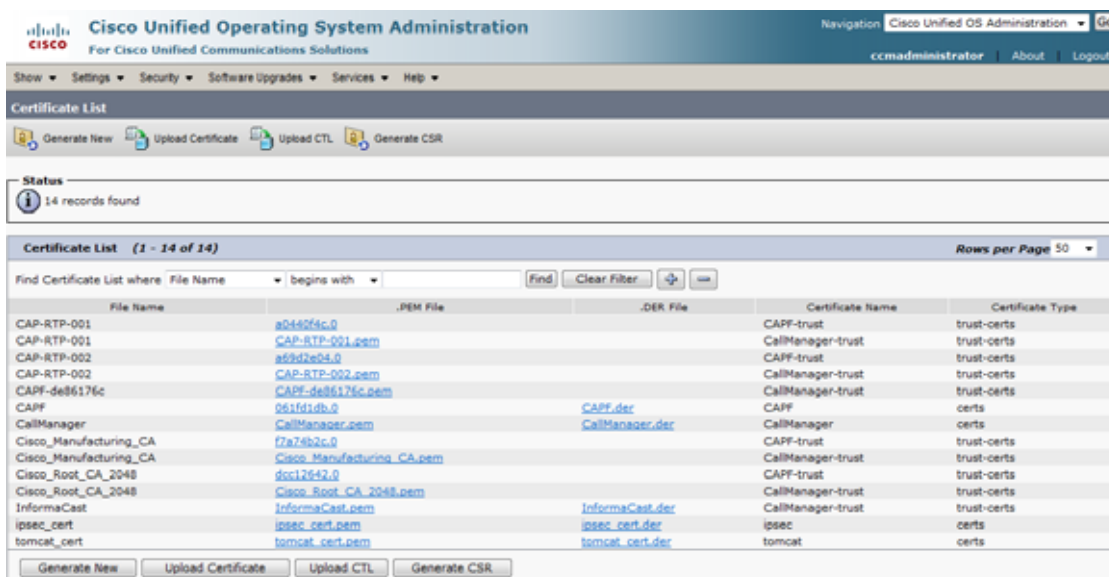 Cisco Unified Operating System Administration
Navigation Cisco Unified OS Administration Go
CISCO
For Cisco Unified Communications Solutions
ccmadministrator About Logout
Show Settings Security Software Upgrades Services Help
Certificate List
Generate New Upload Certificate Upload CTL Generate CSR
Status
14 records found
Certificate List (1 - 14 of 14) Rows per Page 50
Find Certificate List where File Name begins with Find Clear Filter
File Name .PEM File .DER File Certificate Name Certificate Type
CAP-RTP-001 a0440f4c.0 CAPF-trust trust-certs
CAP-RTP-001 CAP-RTP-001.pem CallManager-trust trust-certs
CAP-RTP-002 a69d2e04.0 CAPF-trust trust-certs
CAP-RTP-002 CAP-RTP-002.pem CallManager-trust trust-certs
CAPF-de86176c CAPF-de86176c.pem CallManager-trust trust-certs
CAPF 061fd1db.0 CAPF.der CAPF certs
CallManager CallManager.pem CallManager.der CallManager certs
Cisco_Manufacturing_CA f7a74b2c.0 CAPF-trust trust-certs
Cisco_Manufacturing_CA Cisco_Manufacturing_CA.pem CallManager-trust trust-certs
Cisco_Root_CA_2048 dcc12642.0 CAPF-trust trust-certs
Cisco_Root_CA_2048 Cisco_Root_CA_2048.pem CallManager-trust trust-certs
InformaCast InformaCast.pem InformaCast.der CallManager-trust trust-certs
ipsec_cert ipsec_cert.pem ipsec_cert.der ipsec certs
tomcat_cert tomcat_cert.pem tomcat_cert.der tomcat certs
Generate New Upload Certificate Upload CTL Generate CSR